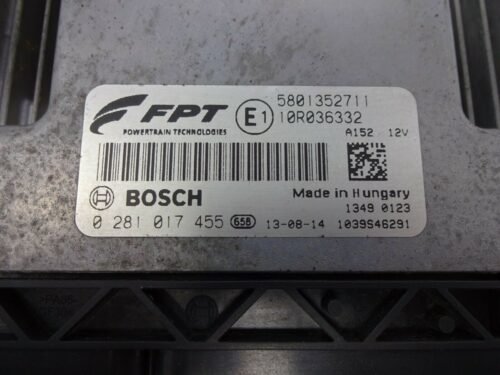 FPT
POWERTRAIN TECHNOLOGIES
E1
5801352711
10R036332
A152 12V
BOSCH
Made in Hungary
1349 0123
0 281 017 455 658 13-08-14 1039S46291